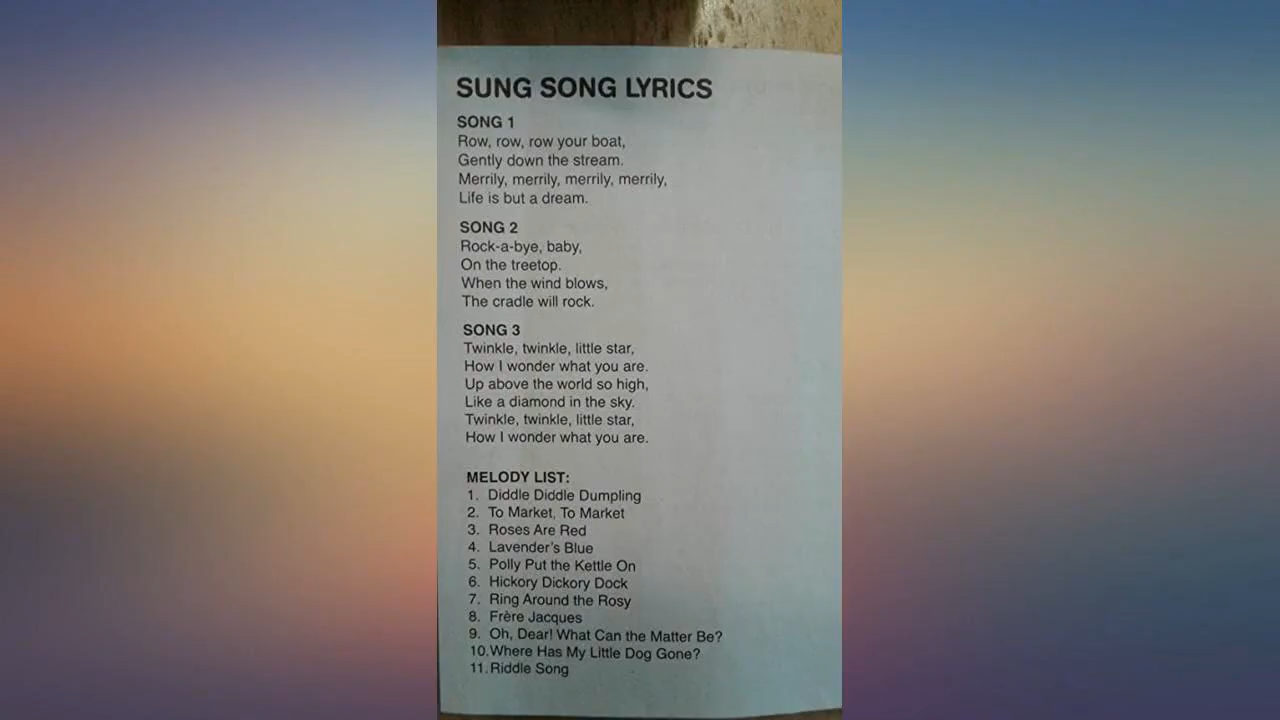 SUNG SONG LYRICS
SONG 1
Row, row, row your boat,
Gently down the stream.
Merrily, merrily, merrily, merrily,
Life is but a dream.
SONG 2
Rock-a-bye, baby,
On the treetop.
When the wind blows,
The cradle will rock.
SONG 3
Twinkle, twinkle, little star,
How I wonder what you are.
Up above the world so high,
Like a diamond in the sky.
Twinkle, twinkle, little star,
How I wonder what you are.
MELODY LIST:
1. Diddle Diddle Dumpling
2. To Market, To Market
3. Roses Are Red
4. Lavender's Blue
5. Polly Put the Kettle On
6. Hickory Dickory Dock
7. Ring Around the Rosy
8. Frère Jacques
9. Oh, Dear! What Can the Matter Be?
10. Where Has My Little Dog Gone?
11. Riddle Song